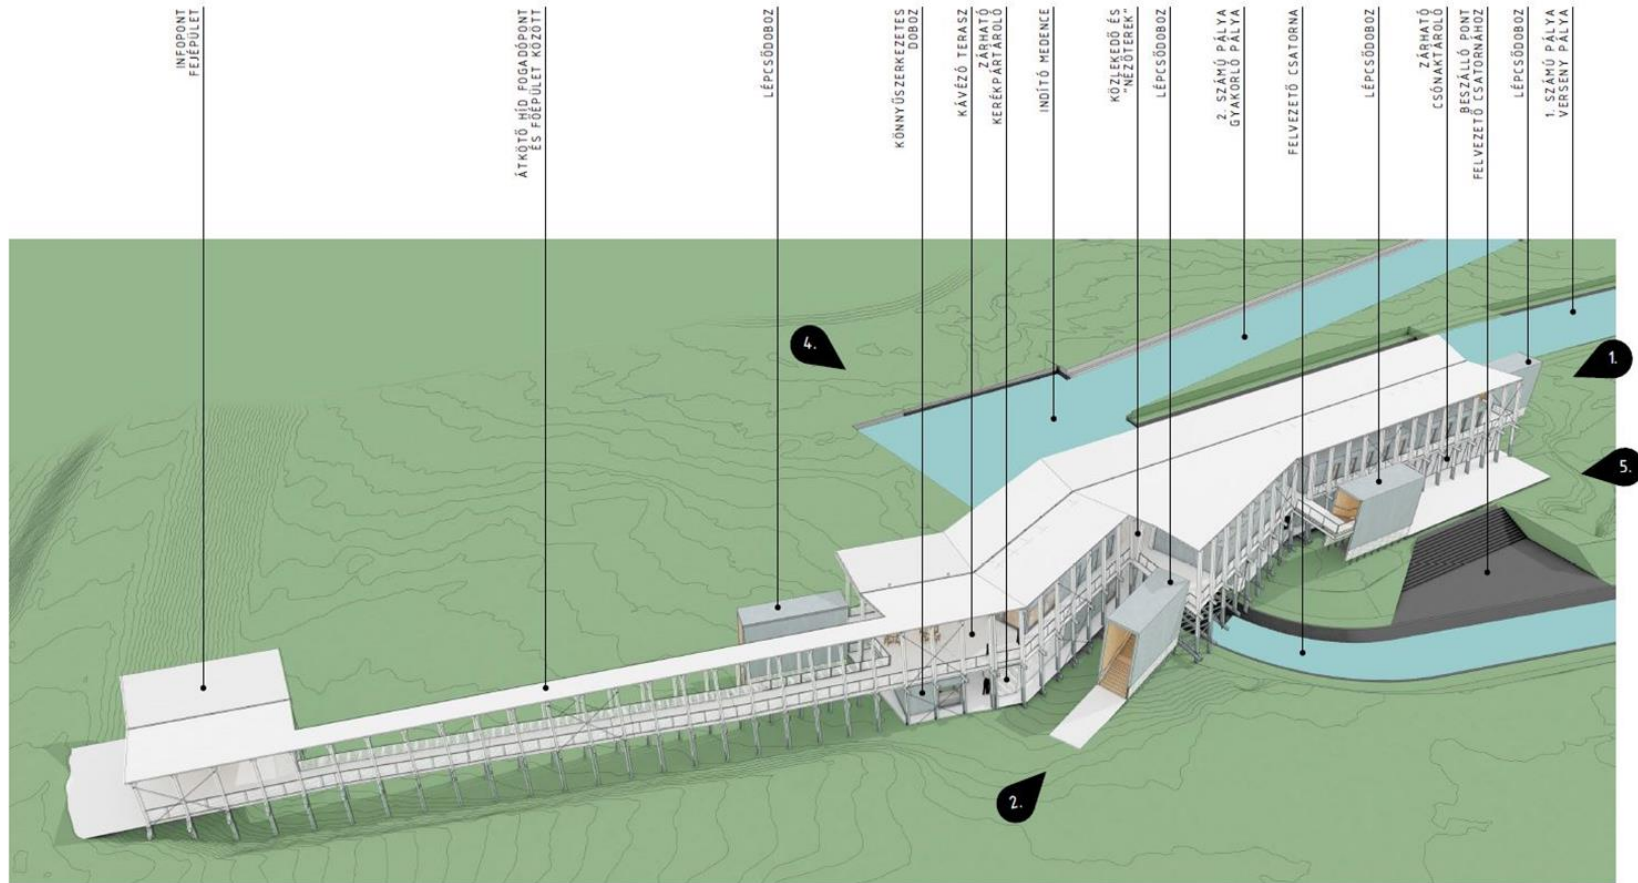 INFOPONT
FEJÉPÜLET
ÁTKÖTŐ HÍD FOGADÓPONT
ÉS FŐÉPÜLET KÖZÖTT
LÉPCSŐDOBOZ
KÖNNYŰSZERKEZETES
DOBOZ
KÁVÉZÓ TERASZ
ZÁRHATÓ
KERÉKPÁRTÁROLÓ
INDÍTÓ MEDENCE
KÖZLEKEDŐ ÉS
"NÉZŐTEREK"
LÉPCSŐDOBOZ
2. SZÁMÚ PÁLYA
GYAKORLÓ PÁLYA
FELVEZETŐ CSATORNA
LÉPCSŐDOBOZ
ZÁRHATÓ
CSÓNAKTÁROLÓ
BESZÁLLÓ PONT
FELVEZETŐ CSATORNÁHOZ
LÉPCSŐDOBOZ
1. SZÁMÚ PÁLYA
VERSENY PÁLYA
4.
1.
5.
2.